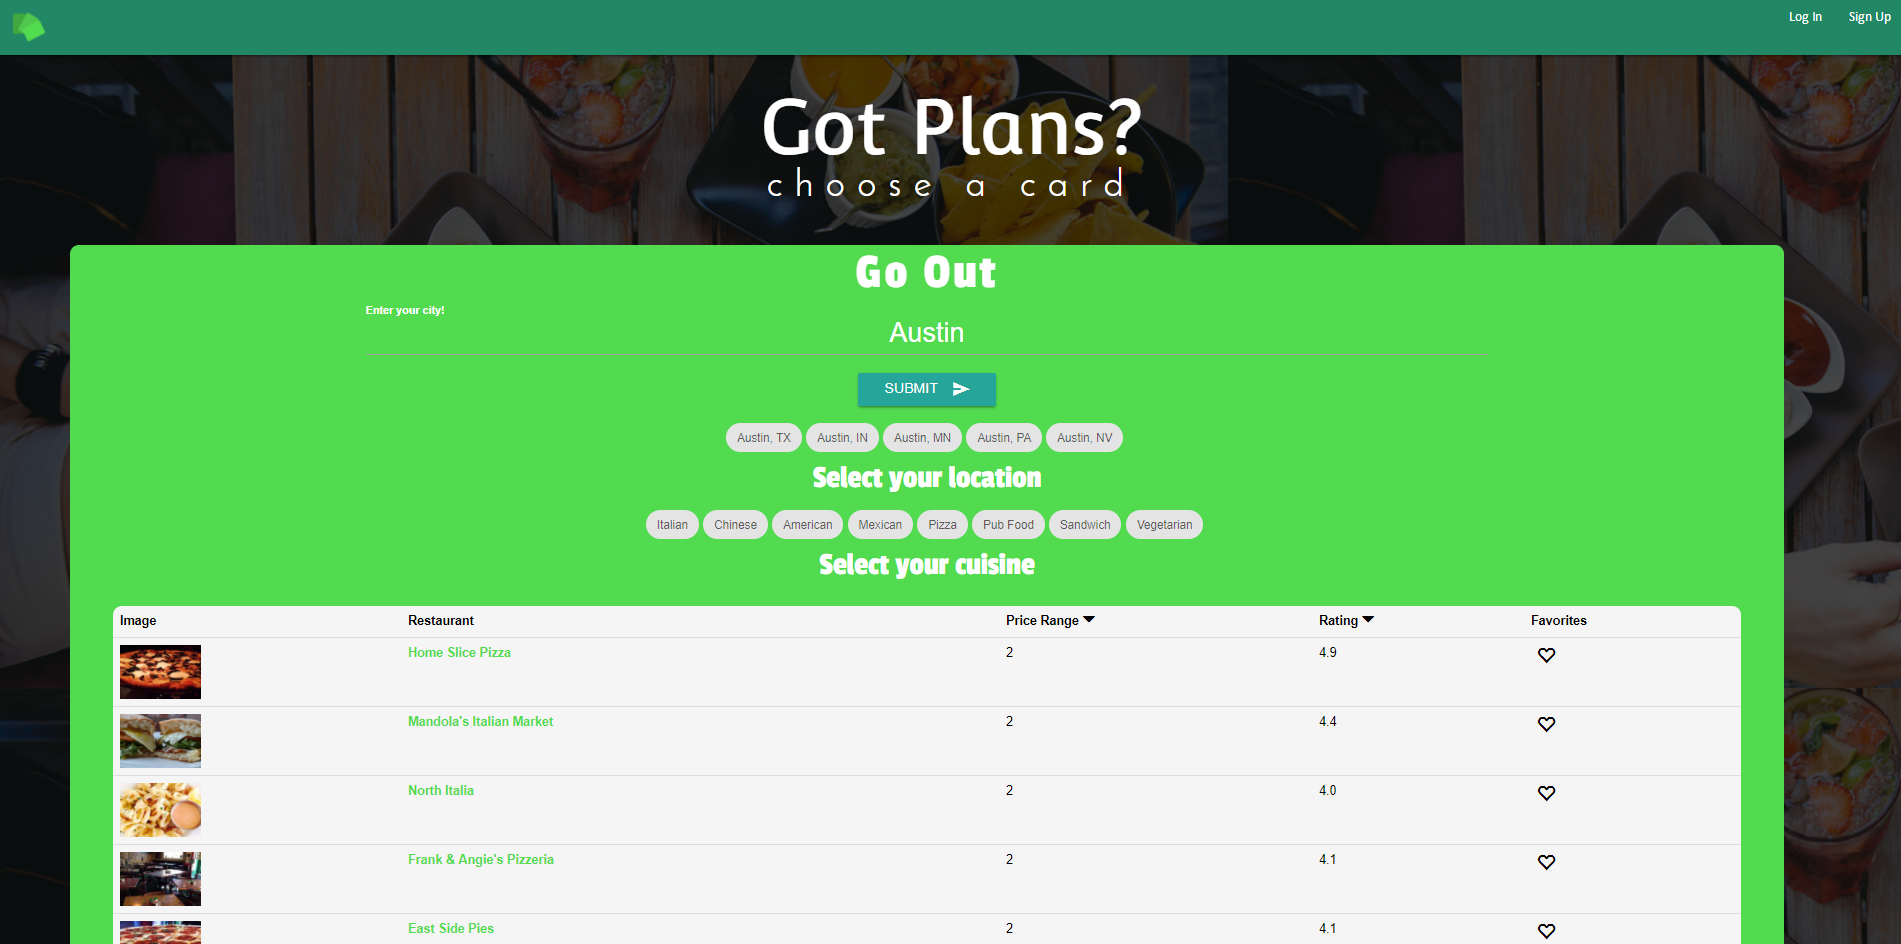 Log In Sign Up
Got Plans?
choose a card
Go Out
Enter your city!
Austin
SUBMIT
Austin, TX Austin, IN Austin, MN Austin, PA Austin, NV
Select your location
Italian Chinese American Mexican Pizza Pub Food Sandwich Vegetarian
Select your cuisine
Image Restaurant Price Range Rating Favorites
Home Slice Pizza 2 4.9
Mandola's Italian Market 2 4.4
North Italia 2 4.0
Frank & Angie's Pizzeria 2 4.1
East Side Pies 2 4.1